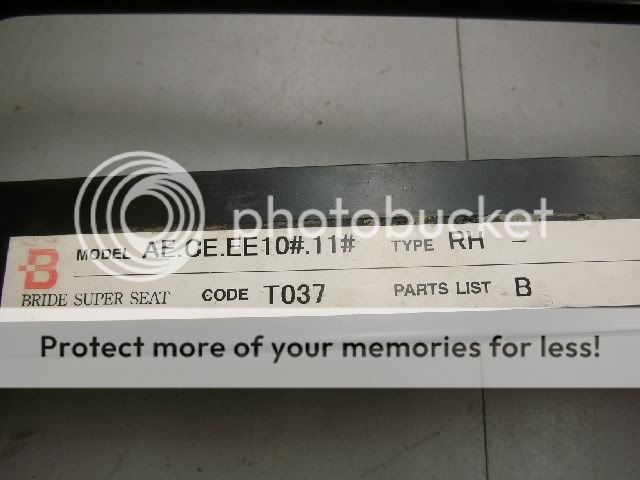 photobucket
B MODEL AE.CE.EE10#.11# TYPE RH -
BRIDE SUPER SEAT CODE T037 PARTS LIST B
Protect more of your memories for less!